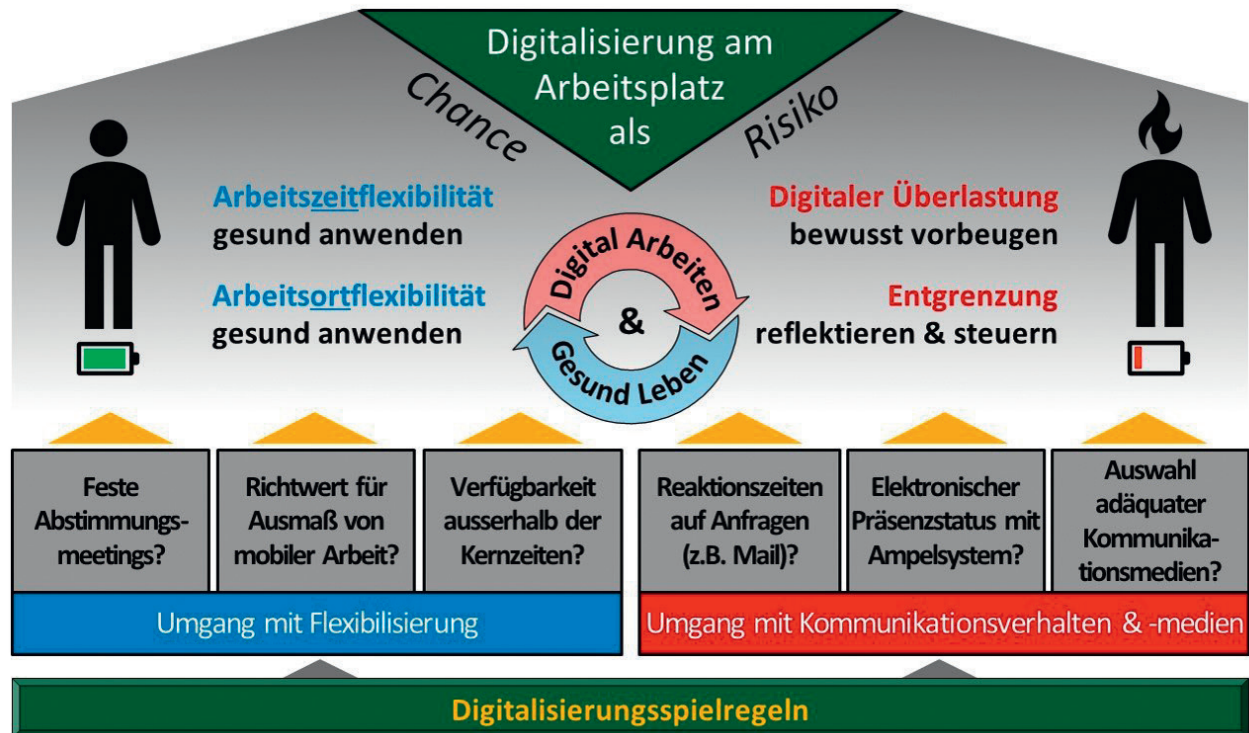 Digitalisierung am
Arbeitsplatz
als
Chance
Risiko
Arbeitszeitflexibilität
gesund anwenden
Arbeitsortflexibilität
gesund anwenden
Digital Arbeiten
&
Gesund Leben
Digitaler Überlastung
bewusst vorbeugen
Entgrenzung
reflektieren & steuern
Feste
Abstimmungs-
meetings?
Richtwert für
Ausmaß von
mobiler Arbeit?
Verfügbarkeit
ausserhalb der
Kernzeiten?
Reaktionszeiten
auf Anfragen
(z.B. Mail)?
Elektronischer
Präsenzstatus mit
Ampelsystem?
Auswahl
adäquater
Kommunika-
tionsmedien?
Umgang mit Flexibilisierung
Umgang mit Kommunikationsverhalten & -medien
Digitalisierungsspielregeln